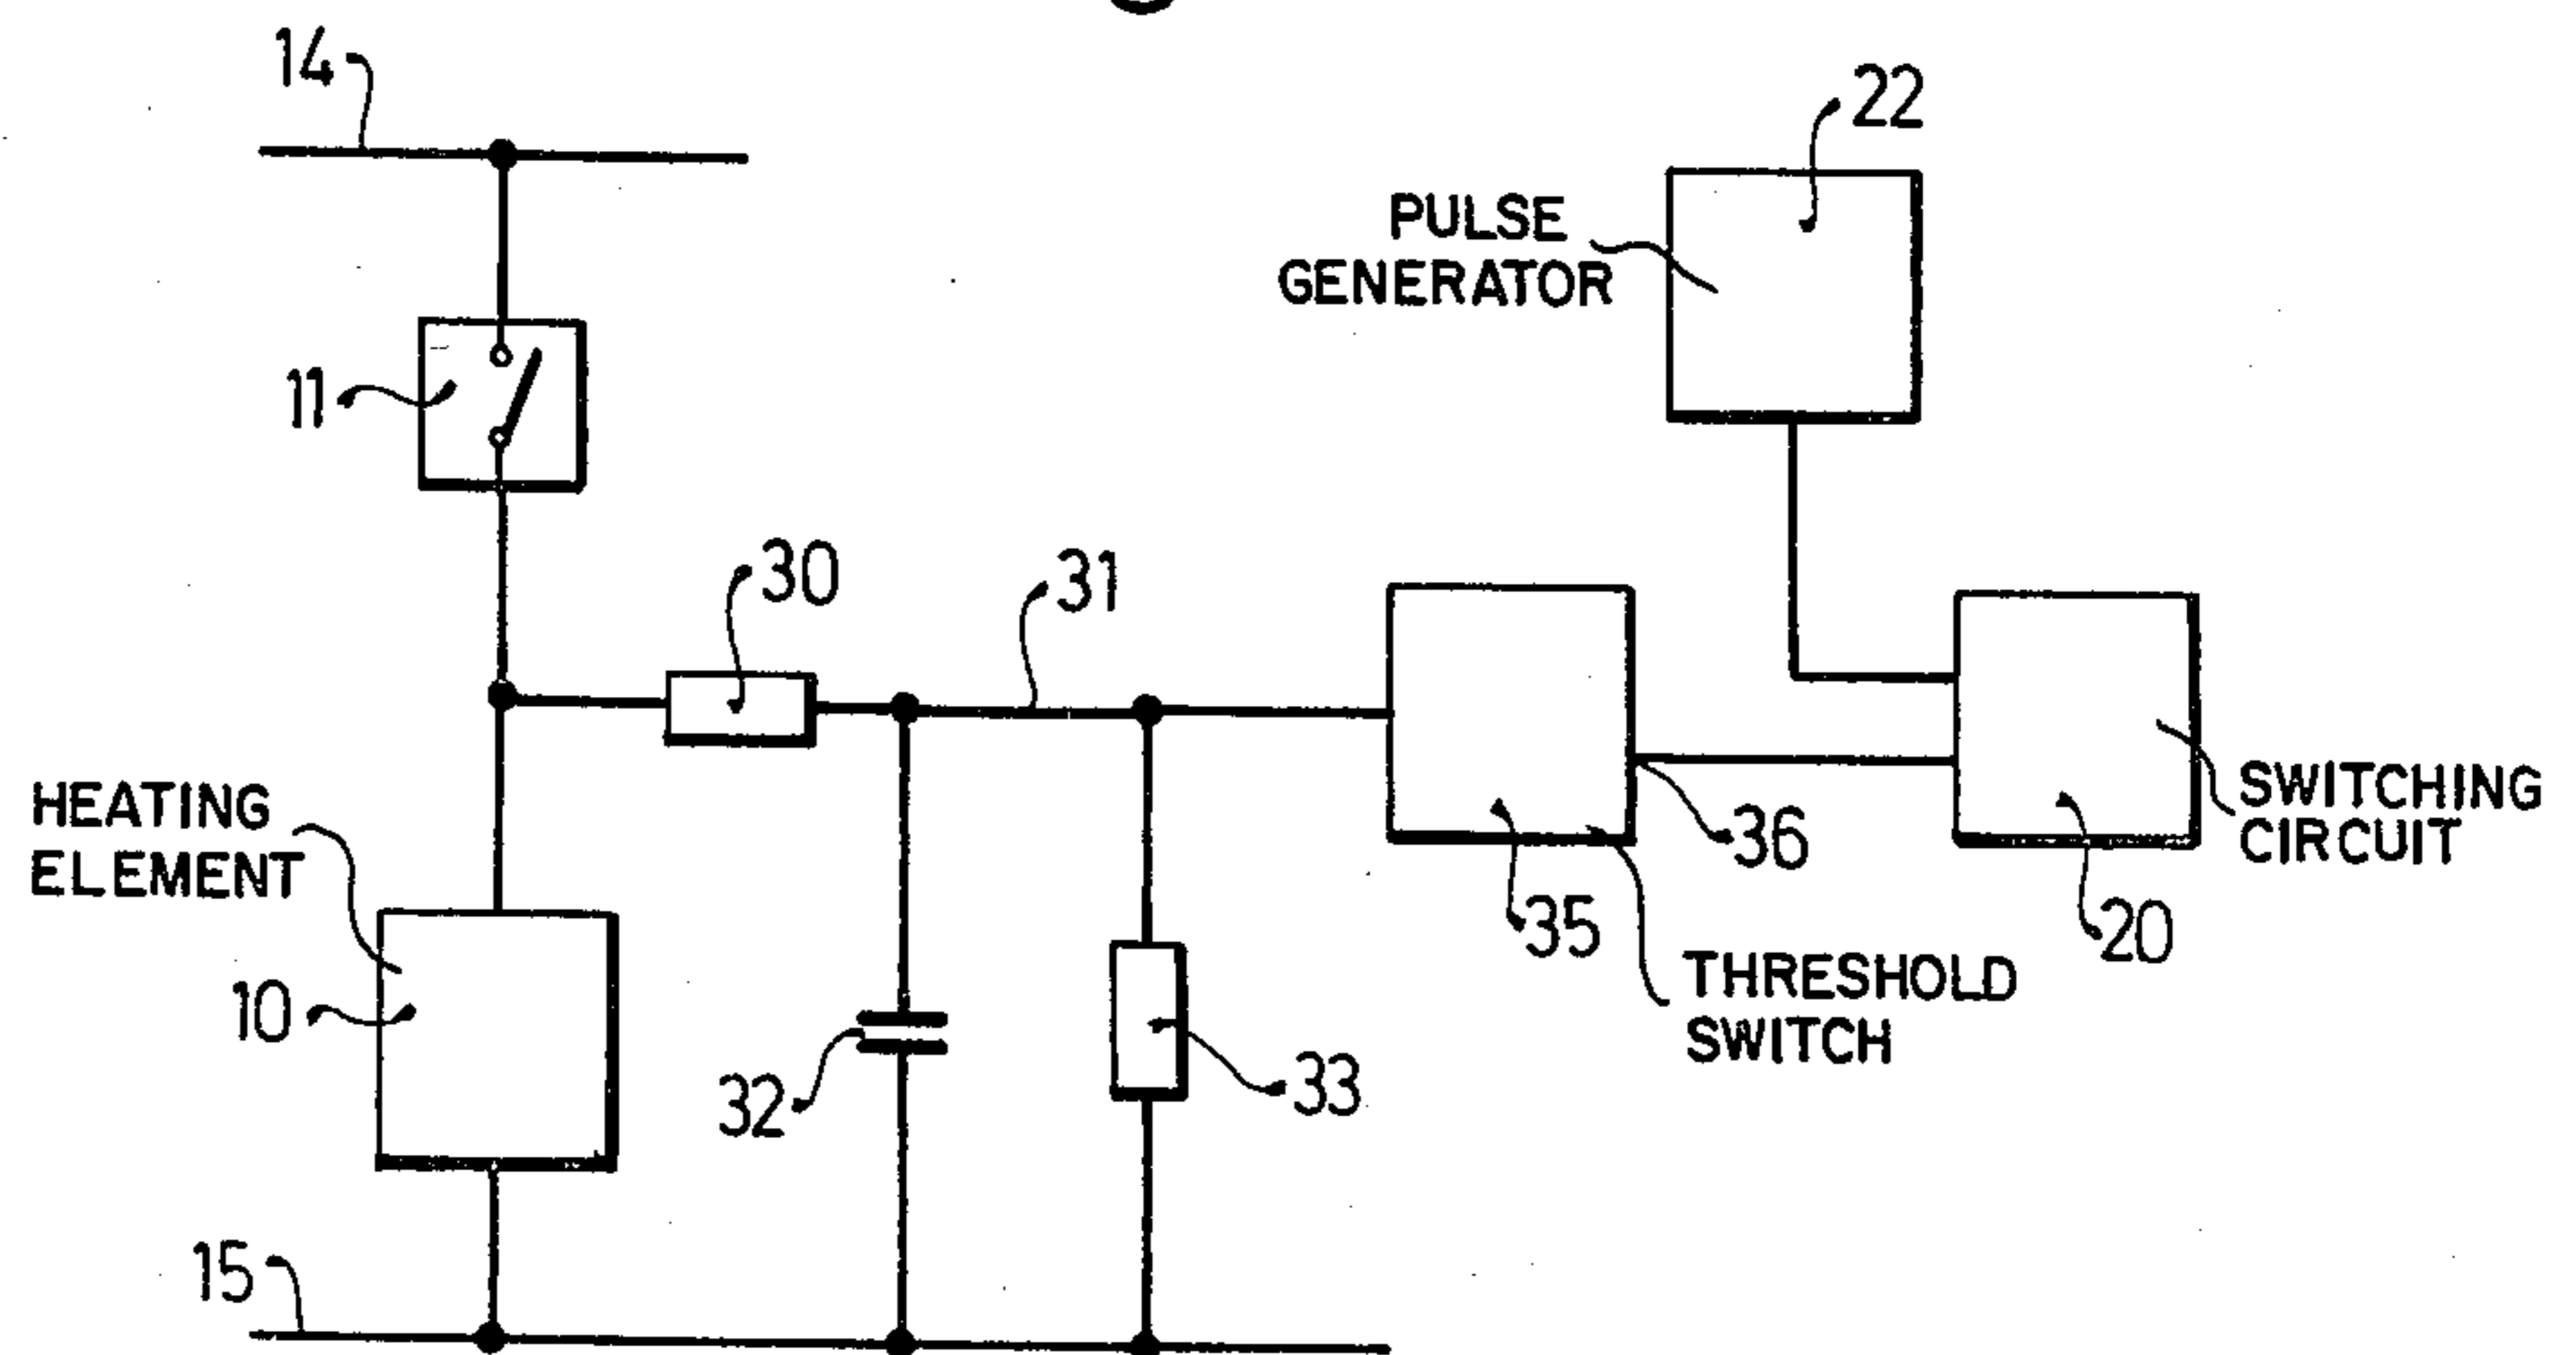 14
22
PULSE
GENERATOR
11
30
31
HEATING
ELEMENT
SWITCHING
CIRCUIT
36
35
20
10
THRESHOLD
SWITCH
32
33
15